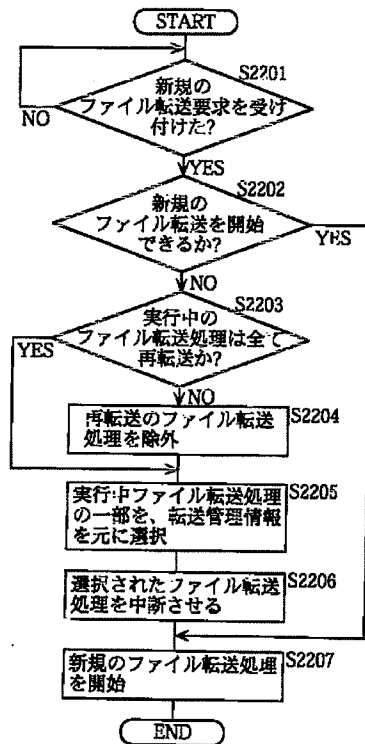 START
S2201
新規の
ファイル転送要求を受け
付けた?
NO
YES
S2202
新規の
ファイル転送を開始
できるか?
YES
NO
S2203
実行中の
ファイル転送処理は全て
再転送か?
YES
NO
S2204
再転送のファイル転送
処理を除外
S2205
実行中ファイル転送処理
の一部を、転送管理情報
を元に選択
S2206
選択されたファイル転送
処理を中断させる
S2207
新規のファイル転送処理
を開始
END